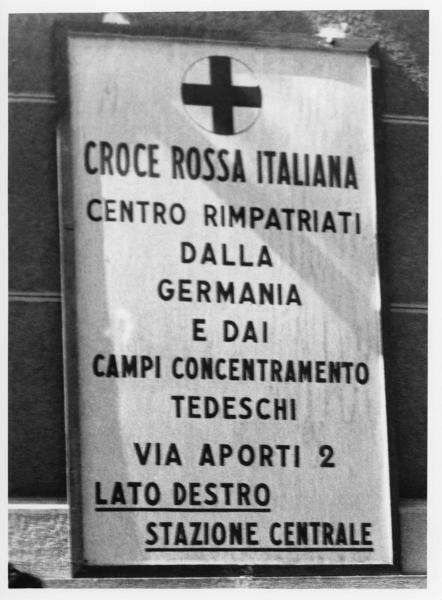 CROCE ROSSA ITALIANA
CENTRO RIMPATRIATI
DALLA
GERMANIA
E DAI
CAMPI CONCENTRAMENTO
TEDESCHI
VIA APORTI 2
LATO DESTRO
STAZIONE CENTRALE